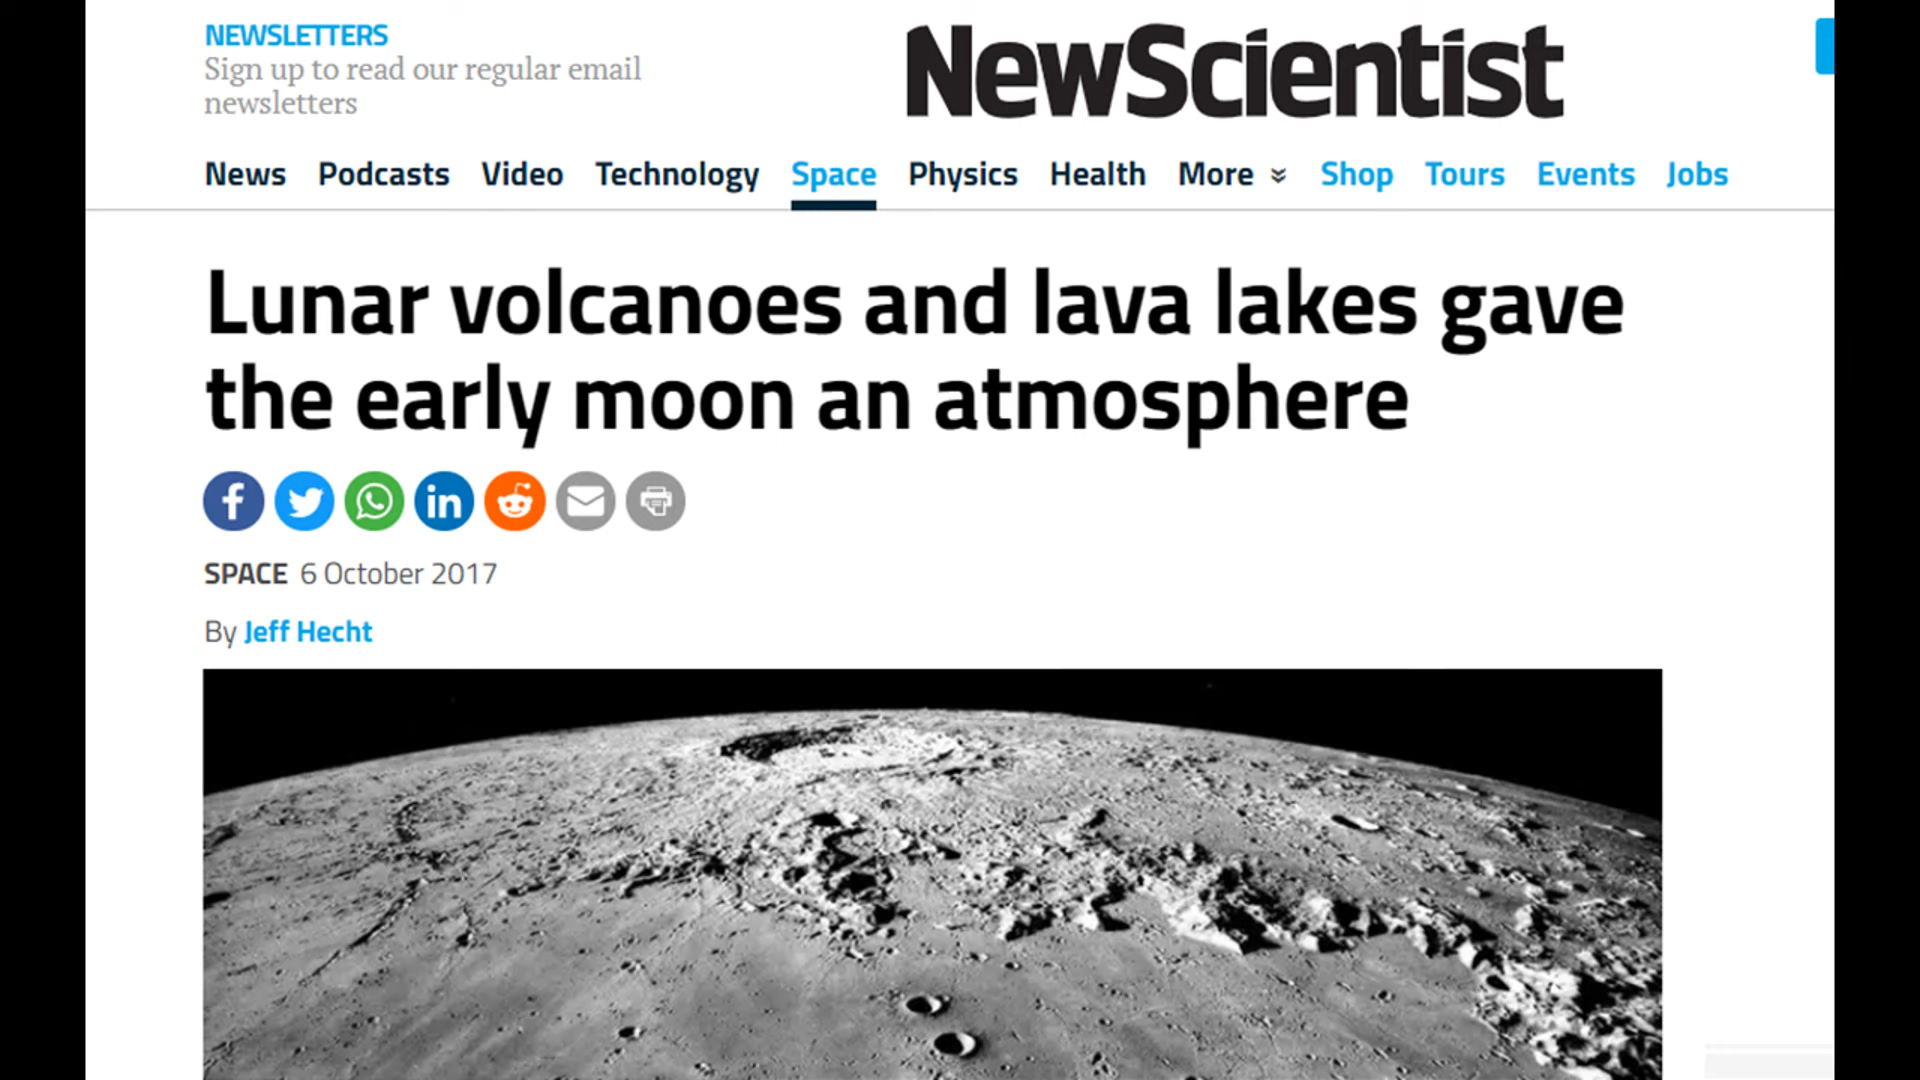 NEWSLETTERS
Sign up to read our regular email
newsletters
NewScientist
News Podcasts Video Technology Space Physics Health More Shop Tours Events Jobs
Lunar volcanoes and lava lakes gave
the early moon an atmosphere
SPACE 6 October 2017
By Jeff Hecht